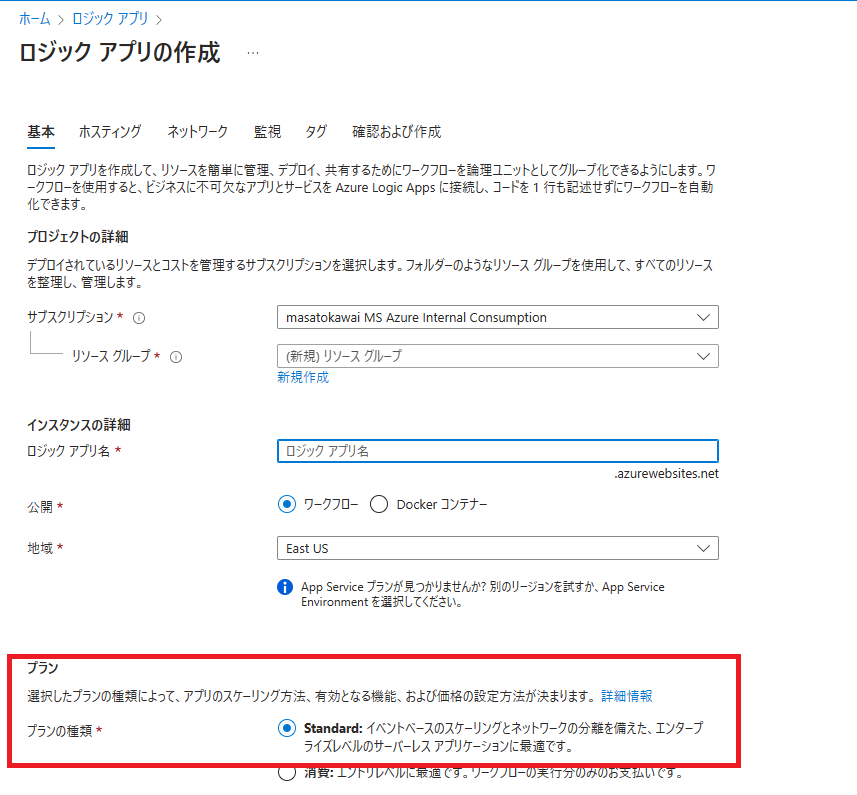 ホーム > ロジック アプリ >
ロジック アプリの作成 …
基本 ホスティング ネットワーク 監視 タグ 確認および作成
ロジック アプリを作成して、リソースを簡単に管理、デプロイ、共有するためにワークフローを論理ユニットとしてグループ化できるようにします。ワ
ークフローを使用すると、ビジネスに不可欠なアプリとサービスを Azure Logic Apps に接続し、コードを 1 行も記述せずにワークフローを自動
化できます。
プロジェクトの詳細
デプロイされているリソースとコストを管理するサブスクリプションを選択します。フォルダーのようなリソース グループを使用して、すべてのリソース
を整理し、管理します。
サブスクリプション * masatokawai MS Azure Internal Consumption
リソース グループ * (新規) リソース グループ
新規作成
インスタンスの詳細
ロジック アプリ名 * ロジック アプリ名
.azurewebsites.net
公開 * ワークフロー Docker コンテナー
地域 * East US
App Service プランが見つかりませんか? 別のリージョンを試すか、App Service
Environment を選択してください。
プラン
選択したプランの種類によって、アプリのスケーリング方法、有効となる機能、および価格の設定方法が決まります。 詳細情報
プランの種類 * Standard: イベントベースのスケーリングとネットワークの分離を備えた、エンタープ
ライズレベルのサーバーレス アプリケーションに最適です。
消費: エントリレベルに最適です。ワークフローの実行分のみのお支払いです。